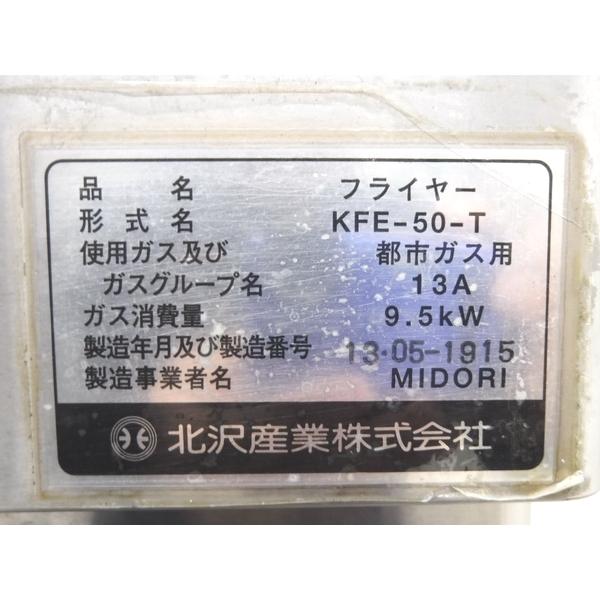 品名 フライヤー
形式名 KFE-50-T
使用ガス及び 都市ガス用
ガスグループ名 13A
ガス消費量 9.5kW
製造年月及び製造番号 13・05-1915
製造事業者名 MIDORI
北沢産業株式会社